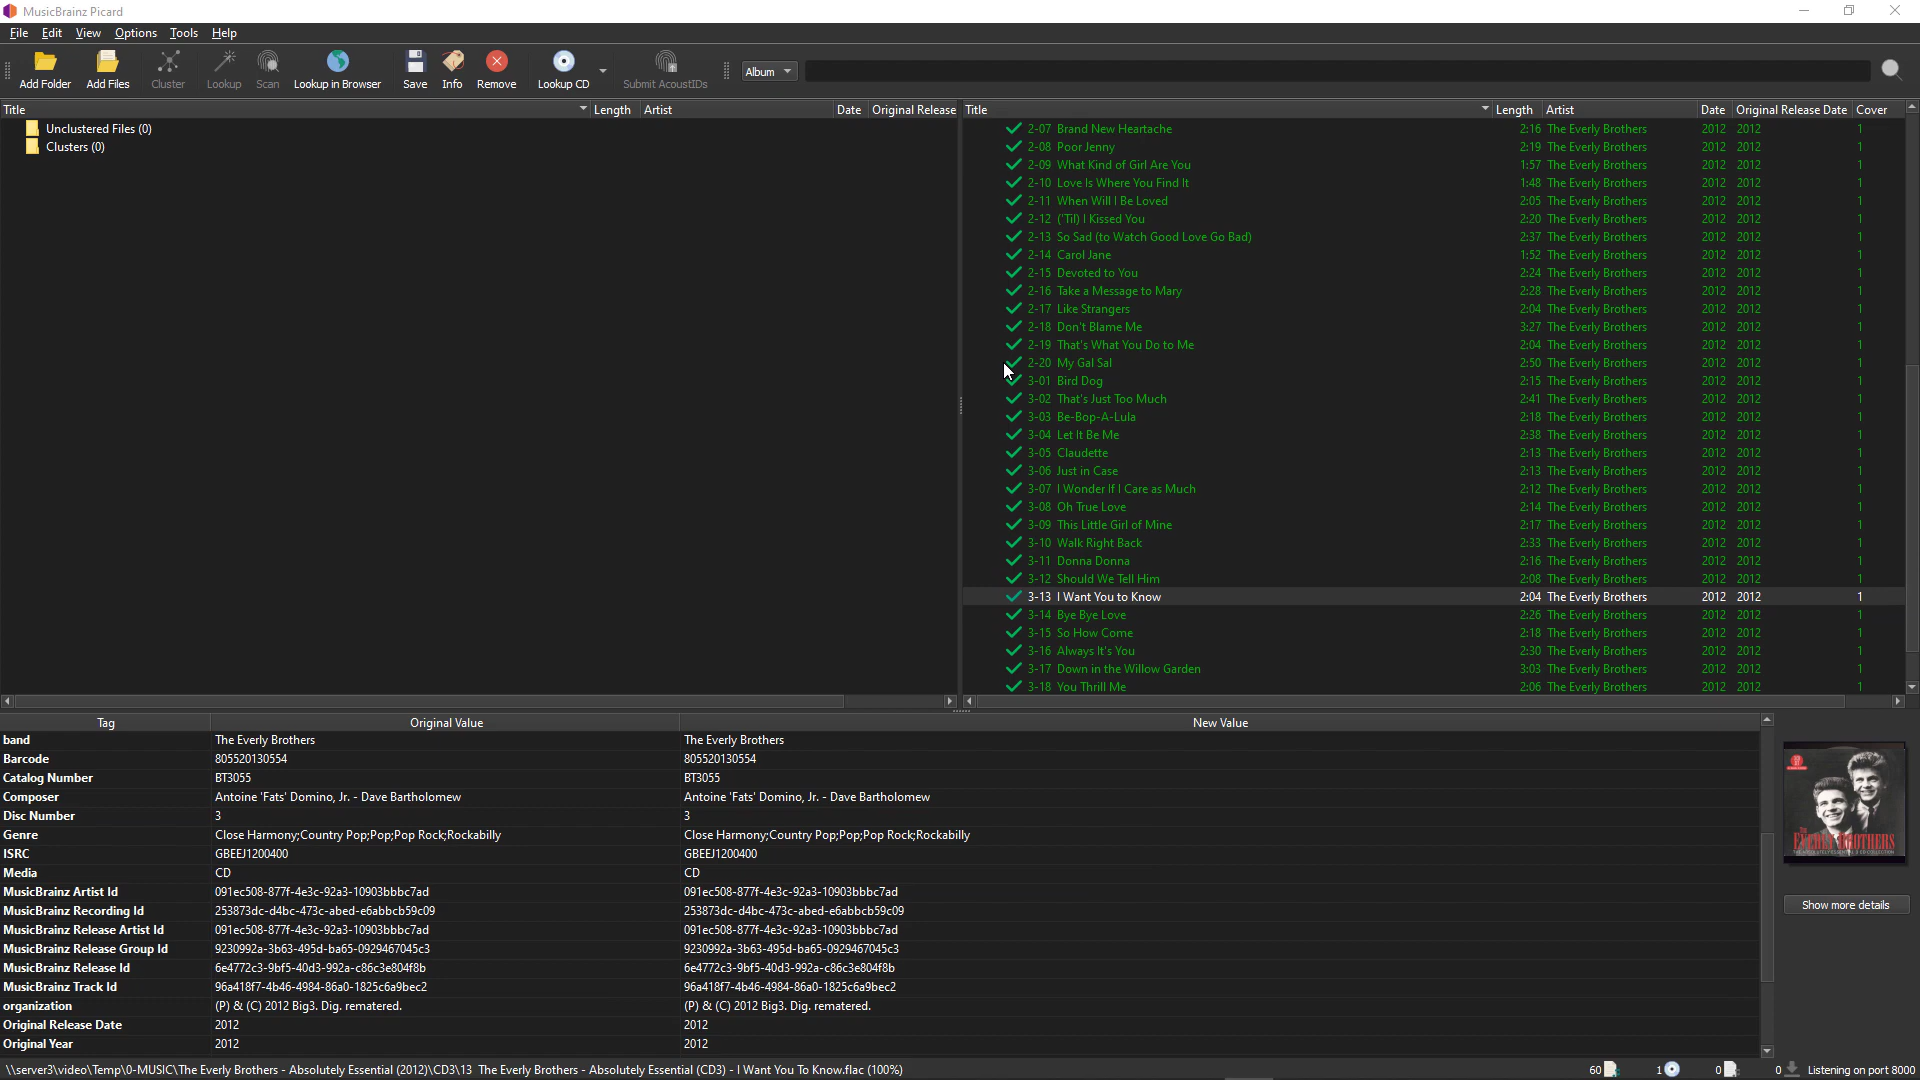 MusicBrainz Picard
File Edit View Options Tools Help
Add Folder Add Files Cluster Lookup Scan Lookup in Browser Save Info Remove Lookup CD Submit AcoustIDs Album
Title Length Artist Date Original Release
Unclustered Files (0)
Clusters (0)
Title Length Artist Date Original Release Date Cover
2-07 Brand New Heartache 2:16 The Everly Brothers 2012 2012 1
2-08 Poor Jenny 2:19 The Everly Brothers 2012 2012 1
2-09 What Kind of Girl Are You 1:57 The Everly Brothers 2012 2012 1
2-10 Love Is Where You Find It 1:48 The Everly Brothers 2012 2012 1
2-11 When Will I Be Loved 2:05 The Everly Brothers 2012 2012 1
2-12 ('Til) I Kissed You 2:20 The Everly Brothers 2012 2012 1
2-13 So Sad (to Watch Good Love Go Bad) 2:37 The Everly Brothers 2012 2012 1
2-14 Carol Jane 1:52 The Everly Brothers 2012 2012 1
2-15 Devoted to You 2:24 The Everly Brothers 2012 2012 1
2-16 Take a Message to Mary 2:28 The Everly Brothers 2012 2012 1
2-17 Like Strangers 2:04 The Everly Brothers 2012 2012 1
2-18 Don't Blame Me 3:27 The Everly Brothers 2012 2012 1
2-19 That's What You Do to Me 2:04 The Everly Brothers 2012 2012 1
2-20 My Gal Sal 2:50 The Everly Brothers 2012 2012 1
3-01 Bird Dog 2:15 The Everly Brothers 2012 2012 1
3-02 That's Just Too Much 2:41 The Everly Brothers 2012 2012 1
3-03 Be-Bop-A-Lula 2:18 The Everly Brothers 2012 2012 1
3-04 Let It Be Me 2:38 The Everly Brothers 2012 2012 1
3-05 Claudette 2:13 The Everly Brothers 2012 2012 1
3-06 Just in Case 2:13 The Everly Brothers 2012 2012 1
3-07 I Wonder If I Care as Much 2:12 The Everly Brothers 2012 2012 1
3-08 Oh True Love 2:14 The Everly Brothers 2012 2012 1
3-09 This Little Girl of Mine 2:17 The Everly Brothers 2012 2012 1
3-10 Walk Right Back 2:33 The Everly Brothers 2012 2012 1
3-11 Donna Donna 2:16 The Everly Brothers 2012 2012 1
3-12 Should We Tell Him 2:08 The Everly Brothers 2012 2012 1
3-13 I Want You to Know 2:04 The Everly Brothers 2012 2012 1
3-14 Bye Bye Love 2:26 The Everly Brothers 2012 2012 1
3-15 So How Come 2:18 The Everly Brothers 2012 2012 1
3-16 Always It's You 2:30 The Everly Brothers 2012 2012 1
3-17 Down in the Willow Garden 3:03 The Everly Brothers 2012 2012 1
3-18 You Thrill Me 2:06 The Everly Brothers 2012 2012 1
Tag Original Value New Value
band The Everly Brothers The Everly Brothers
Barcode 805520130554 805520130554
Catalog Number BT3055 BT3055
Composer Antoine 'Fats' Domino, Jr. - Dave Bartholomew Antoine 'Fats' Domino, Jr. - Dave Bartholomew
Disc Number 3 3
Genre Close Harmony;Country Pop;Pop;Pop Rock;Rockabilly Close Harmony;Country Pop;Pop;Pop Rock;Rockabilly
ISRC GBEEJ1200400 GBEEJ1200400
Media CD CD
MusicBrainz Artist Id 091ec508-877f-4e3c-92a3-10903bbbc7ad 091ec508-877f-4e3c-92a3-10903bbbc7ad
MusicBrainz Recording Id 253873dc-d4bc-473c-abed-e6abbcb59c09 253873dc-d4bc-473c-abed-e6abbcb59c09
MusicBrainz Release Artist Id 091ec508-877f-4e3c-92a3-10903bbbc7ad 091ec508-877f-4e3c-92a3-10903bbbc7ad
MusicBrainz Release Group Id 9230992a-3b63-495d-ba65-0929467045c3 9230992a-3b63-495d-ba65-0929467045c3
MusicBrainz Release Id 6e4772c3-9bf5-40d3-992a-c86c3e804f8b 6e4772c3-9bf5-40d3-992a-c86c3e804f8b
MusicBrainz Track Id 96a418f7-4b46-4984-86a0-1825c6a9bec2 96a418f7-4b46-4984-86a0-1825c6a9bec2
organization (P) & (C) 2012 Big3. Dig. rematered. (P) & (C) 2012 Big3. Dig. rematered.
Original Release Date 2012 2012
Original Year 2012 2012
THE EVERLY BROTHERS
THE ABSOLUTELY ESSENTIAL 3 CD COLLECTION
Show more details
\\server3\video\Temp\0-MUSIC\The Everly Brothers - Absolutely Essential (2012)\CD3\13 The Everly Brothers - Absolutely Essential (CD3) - I Want You To Know.flac (100%) 60 1 0 0 Listening on port 8000